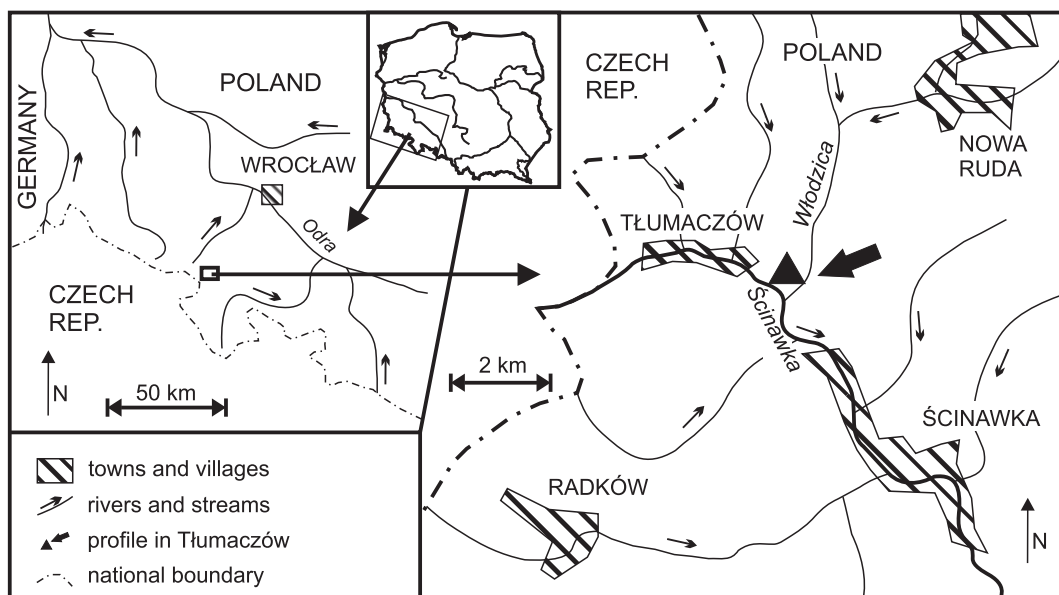 POLAND
GERMANY
WROCŁAW
Odra
CZECH
REP.
N
50 km
CZECH
REP.
POLAND
NOWA
RUDA
Włodzica
TŁUMACZÓW
Ścinawka
2 km
ŚCINAWKA
RADKÓW
N
towns and villages
rivers and streams
profile in Tłumaczów
national boundary